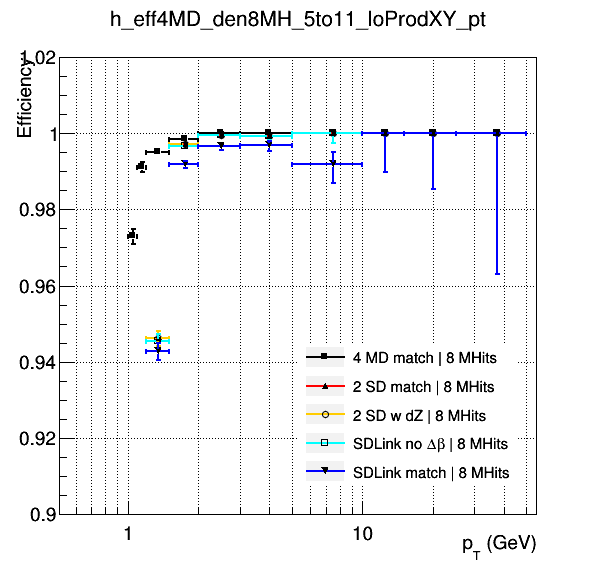 h_eff4MD_den8MH_5to11_loProdXY_pt
Efficiency
1.02
1
0.98
0.96
0.94
0.92
0.9
4 MD match | 8 MHits
2 SD match | 8 MHits
2 SD w dZ | 8 MHits
SDLink no Δβ | 8 MHits
SDLink match | 8 MHits
1
10
p_T (GeV)